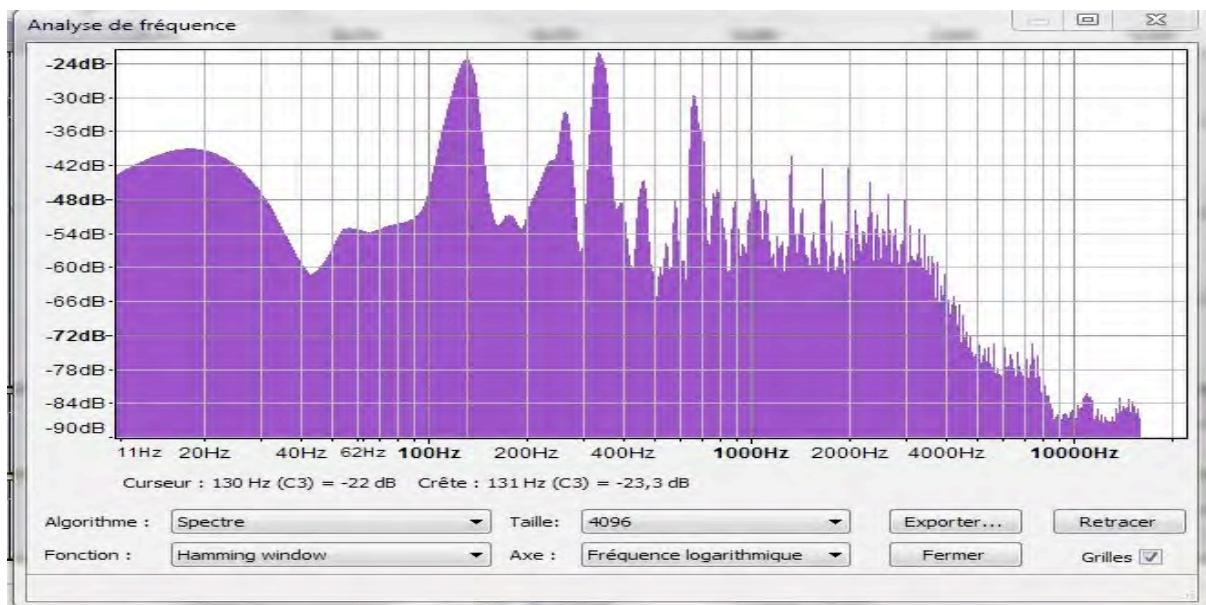 Analyse de fréquence
-24dB
-30dB
-36dB
-42dB
-48dB
-54dB
-60dB
-66dB
-72dB
-78dB
-84dB
-90dB
11Hz 20Hz 40Hz 62Hz 100Hz 200Hz 400Hz 1000Hz 2000Hz 4000Hz 10000Hz
Curseur : 130 Hz (C3) = -22 dB Crête : 131 Hz (C3) = -23,3 dB
Algorithme : Spectre Taille: 4096 Exporter... Retracer
Fonction : Hamming window Axe : Fréquence logarithmique Fermer Grilles